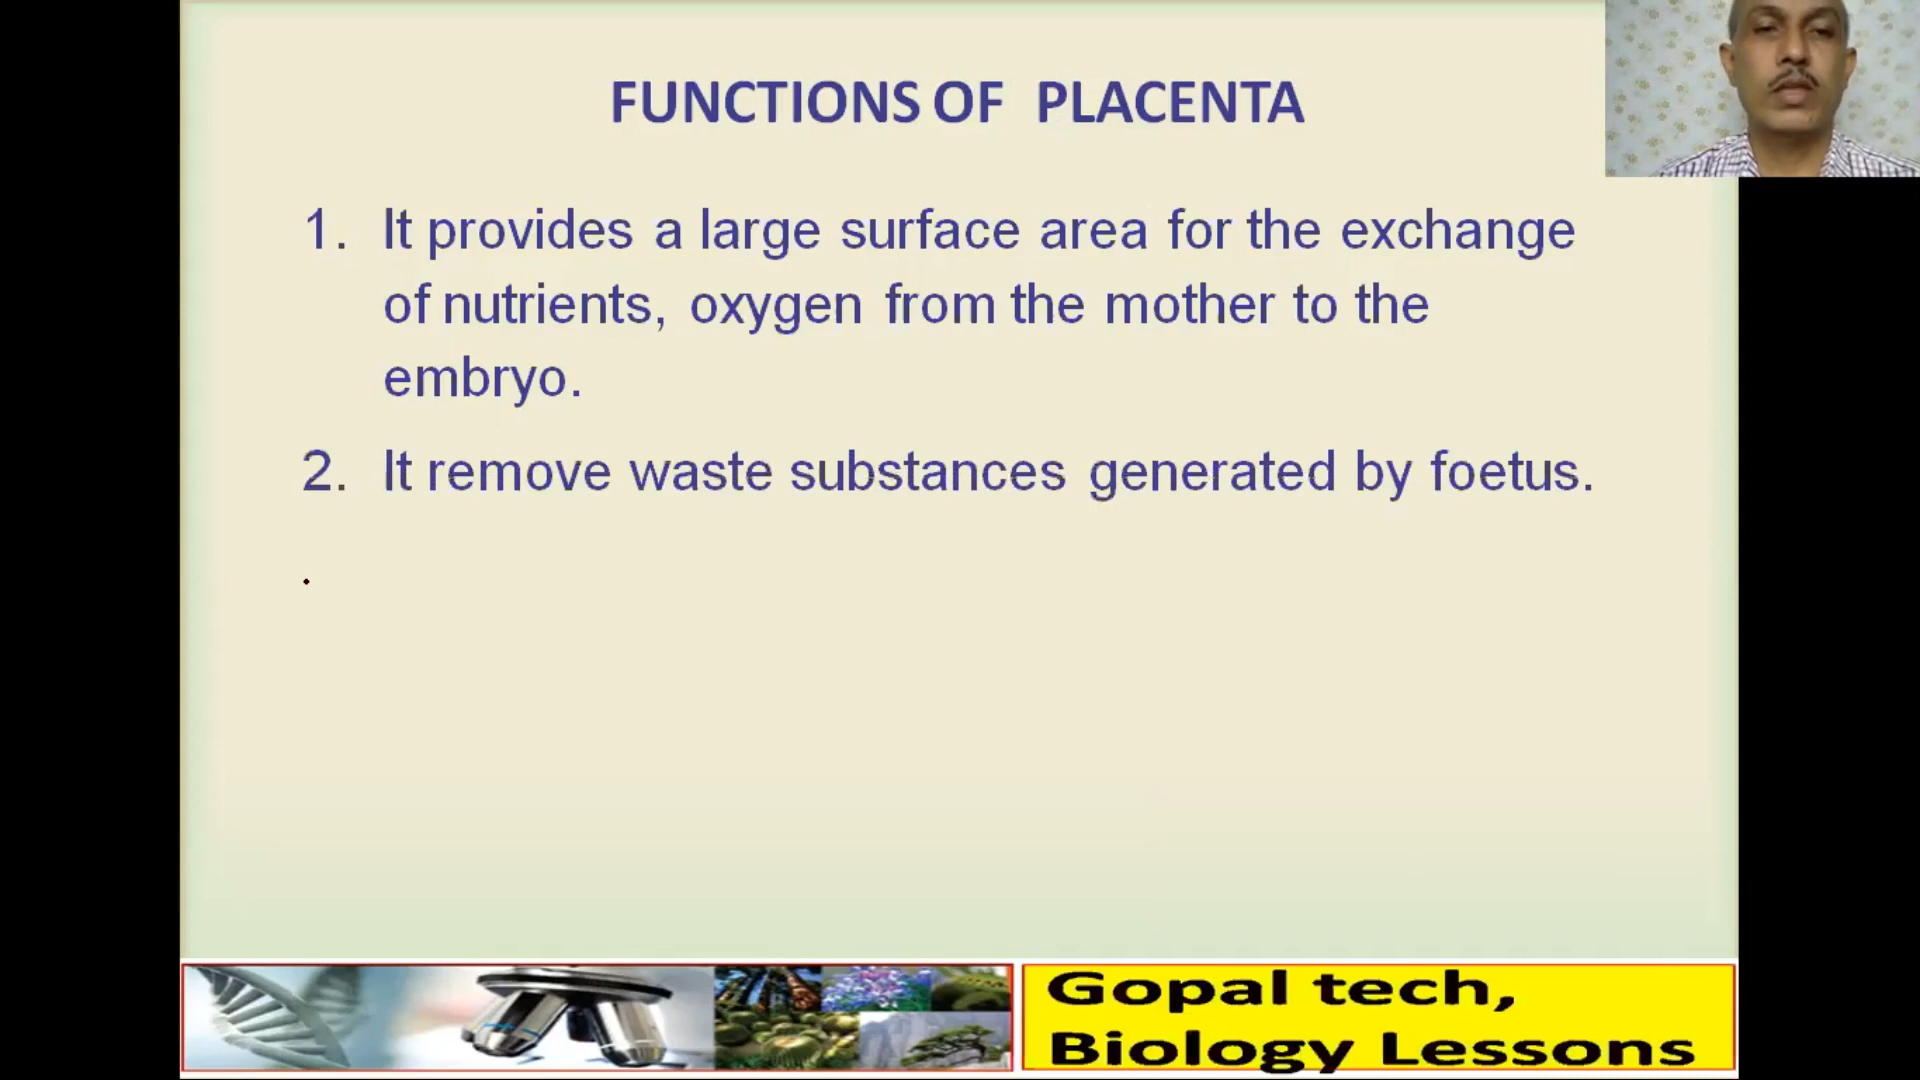 FUNCTIONS OF PLACENTA
1. It provides a large surface area for the exchange
of nutrients, oxygen from the mother to the
embryo.
2. It remove waste substances generated by foetus.
.
Gopal tech,
Biology Lessons